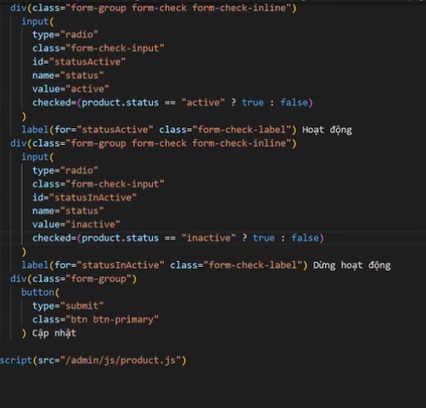 div(class="form-group form-check form-check-inline")
input(
type="radio"
class="form-check-input"
id="statusActive"
name="status"
value="active"
checked=(product.status == "active" ? true : false)
)
label(for="statusActive" class="form-check-label") Hoạt động
div(class="form-group form-check form-check-inline")
input(
type="radio"
class="form-check-input"
id="statusInActive"
name="status"
value="inactive"
checked=(product.status == "inactive" ? true : false)
)
label(for="statusInActive" class="form-check-label") Dừng hoạt động
div(class="form-group")
button(
type="submit"
class="btn btn-primary"
) Cập nhật
script(src="/admin/js/product.js")